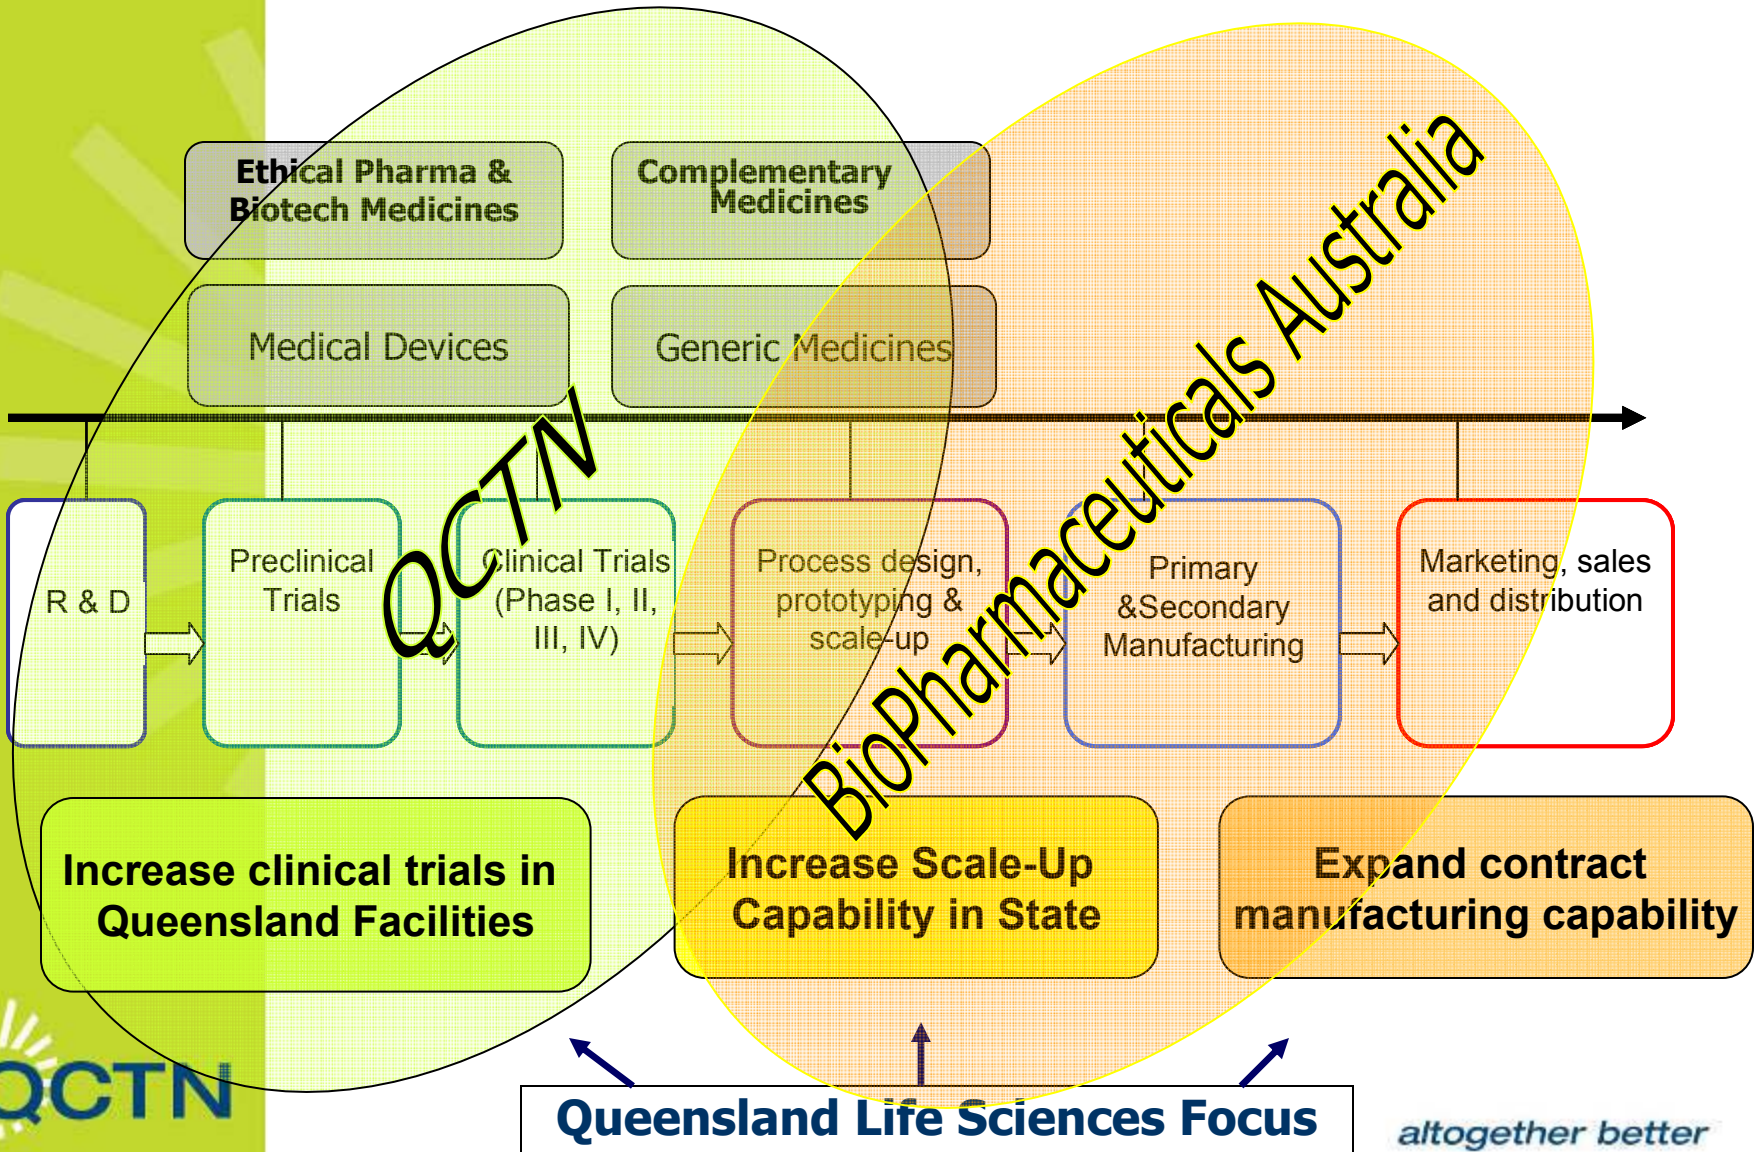 Ethical Pharma &
Biotech Medicines
Complementary
Medicines
Medical Devices
Generic Medicines
QCTN
BioPharmaceuticals Australia
R & D
Preclinical
Trials
Clinical Trials
(Phase I, II,
III, IV)
Process design,
prototyping &
scale-up
Primary
&Secondary
Manufacturing
Marketing, sales
and distribution
Increase clinical trials in
Queensland Facilities
Increase Scale-Up
Capability in State
Expand contract
manufacturing capability
QCTN
Queensland Life Sciences Focus
altogether better